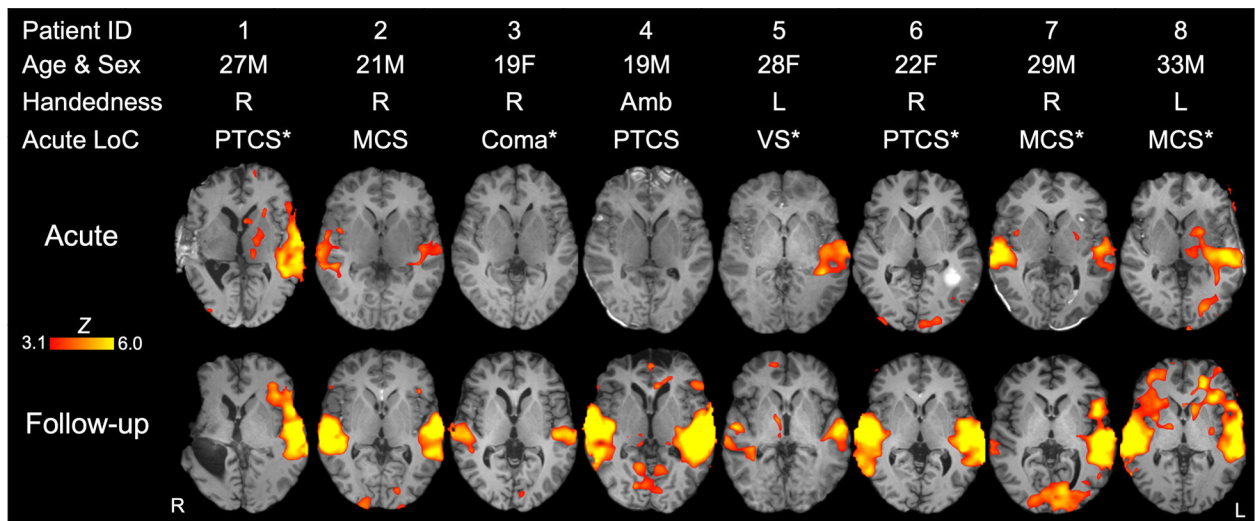 Patient ID 1 2 3 4 5 6 7 8
Age & Sex 27M 21M 19F 19M 28F 22F 29M 33M
Handedness R R R Amb L R R L
Acute LoC PTCS* MCS Coma* PTCS VS* PTCS* MCS* MCS*
Acute
Z
3.1 6.0
Follow-up
R L